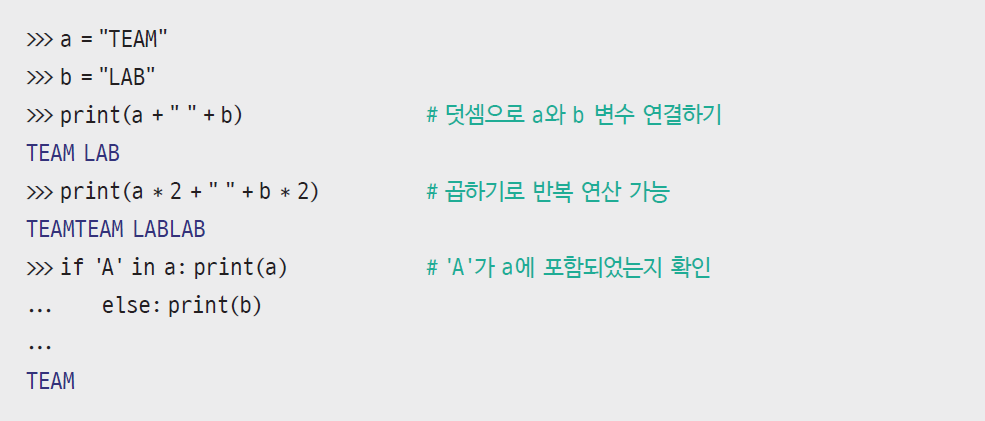 >>> a = "TEAM"
>>> b = "LAB"
>>> print(a + " " + b) # 덧셈으로 a와 b 변수 연결하기
TEAM LAB
>>> print(a * 2 + " " + b * 2) # 곱하기로 반복 연산 가능
TEAMTEAM LABLAB
>>> if 'A' in a: print(a) # 'A'가 a에 포함되었는지 확인
... else: print(b)
...
TEAM